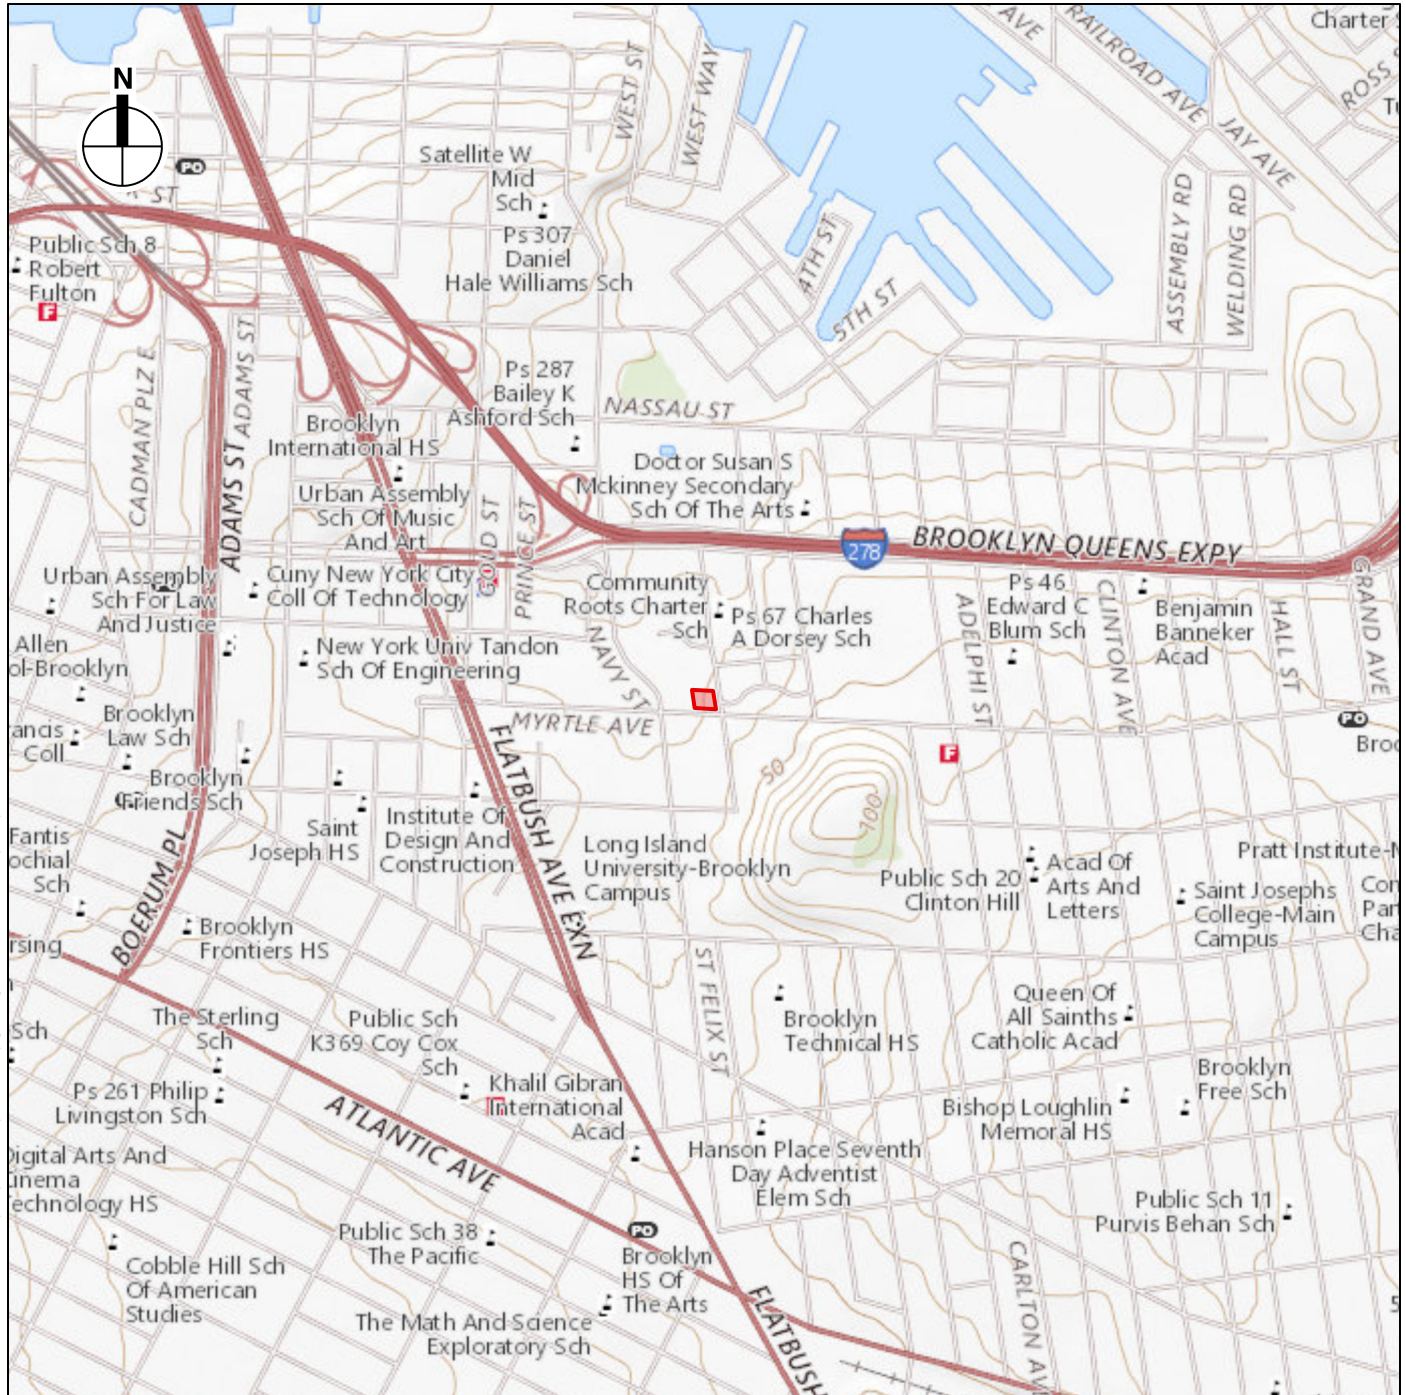 N
PO
ST
WEST ST
WEST WAY
AVE
RAILROAD AVE
JAY AVE
Charter
ROSS
ASSEMBLY RD
WELDING RD
4TH ST
5TH ST
Satellite W
Mid
Sch
Ps 307
Daniel
Hale Williams Sch
Public Sch 8
Robert
Fulton
F
CADMAN PLZ E
ADAMS ST
ADAMS ST
Ps 287
Bailey K
Ashford Sch
NASSAU ST
Brooklyn
International HS
Urban Assembly
Sch Of Music
And Art
GOLD ST
PRINCE ST
Doctor Susan S
Mckinney Secondary
Sch Of The Arts
278
BROOKLYN QUEENS EXPY
Urban Assembly
Sch For Law
And Justice
Cuny New York City
Coll Of Technology
Community
Roots Charter
Sch
Ps 67 Charles
A Dorsey Sch
Ps 46
Edward C
Blum Sch
Benjamin
Banneker
Acad
ADELPHI ST
CLINTON AVE
HALL ST
GRAND AVE
Allen
ol-Brooklyn
New York Univ Tandon
Sch Of Engineering
NAVY ST
MYRTLE AVE
Brooklyn
Law Sch
ancis
Coll
Brooklyn
Friends Sch
PO
Broo
F
50
100
FLATBUSH AVE EXN
Saint
Joseph HS
Institute Of
Design And
Construction
Long Island
University-Brooklyn
Campus
Fantis
ochial
Sch
BOERUM PL
Public Sch 20
Clinton Hill
Acad Of
Arts And
Letters
Pratt Institute-M
Saint Josephs
College-Main
Campus
Con
Part
Cha
rsing
Brooklyn
Frontiers HS
ST FELIX ST
Queen Of
All Sainths
Catholic Acad
Brooklyn
Technical HS
Sch
The Sterling
Sch
Public Sch
K369 Coy Cox
Sch
Khalil Gibran
International
Acad
Ps 261 Philip
Livingston Sch
ATLANTIC AVE
Brooklyn
Free Sch
Bishop Loughlin
Memoral HS
Hanson Place Seventh
Day Adventist
Elem Sch
Digital Arts And
Cinema
Technology HS
Public Sch 11
Purvis Behan Sch
Public Sch 38
The Pacific
PO
Brooklyn
HS Of
The Arts
Cobble Hill Sch
Of American
Studies
The Math And Science
Exploratory Sch
FLATBUSH
CARLTON AVE